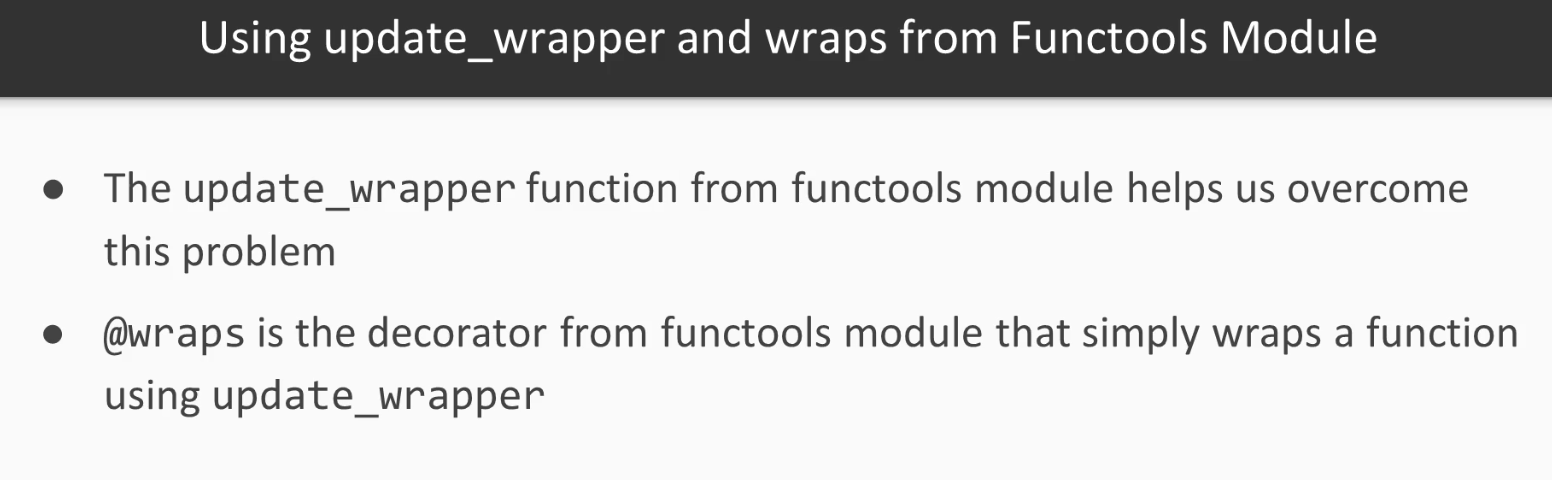 Using update_wrapper and wraps from Functools Module
● The update_wrapper function from functools module helps us overcome
this problem
● @wraps is the decorator from functools module that simply wraps a function
using update_wrapper